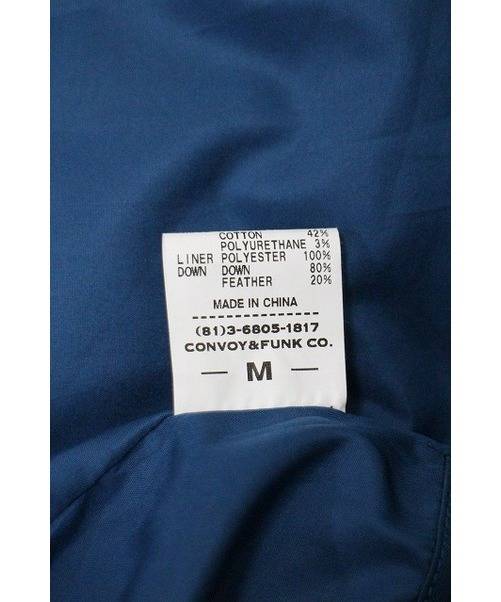 COTTON 42%
POLYURETHANE 3%
LINER POLYESTER 100%
DOWN DOWN 80%
FEATHER 20%
MADE IN CHINA
(81)3-6805-1817
CONVOY&FUNK CO.
— M —